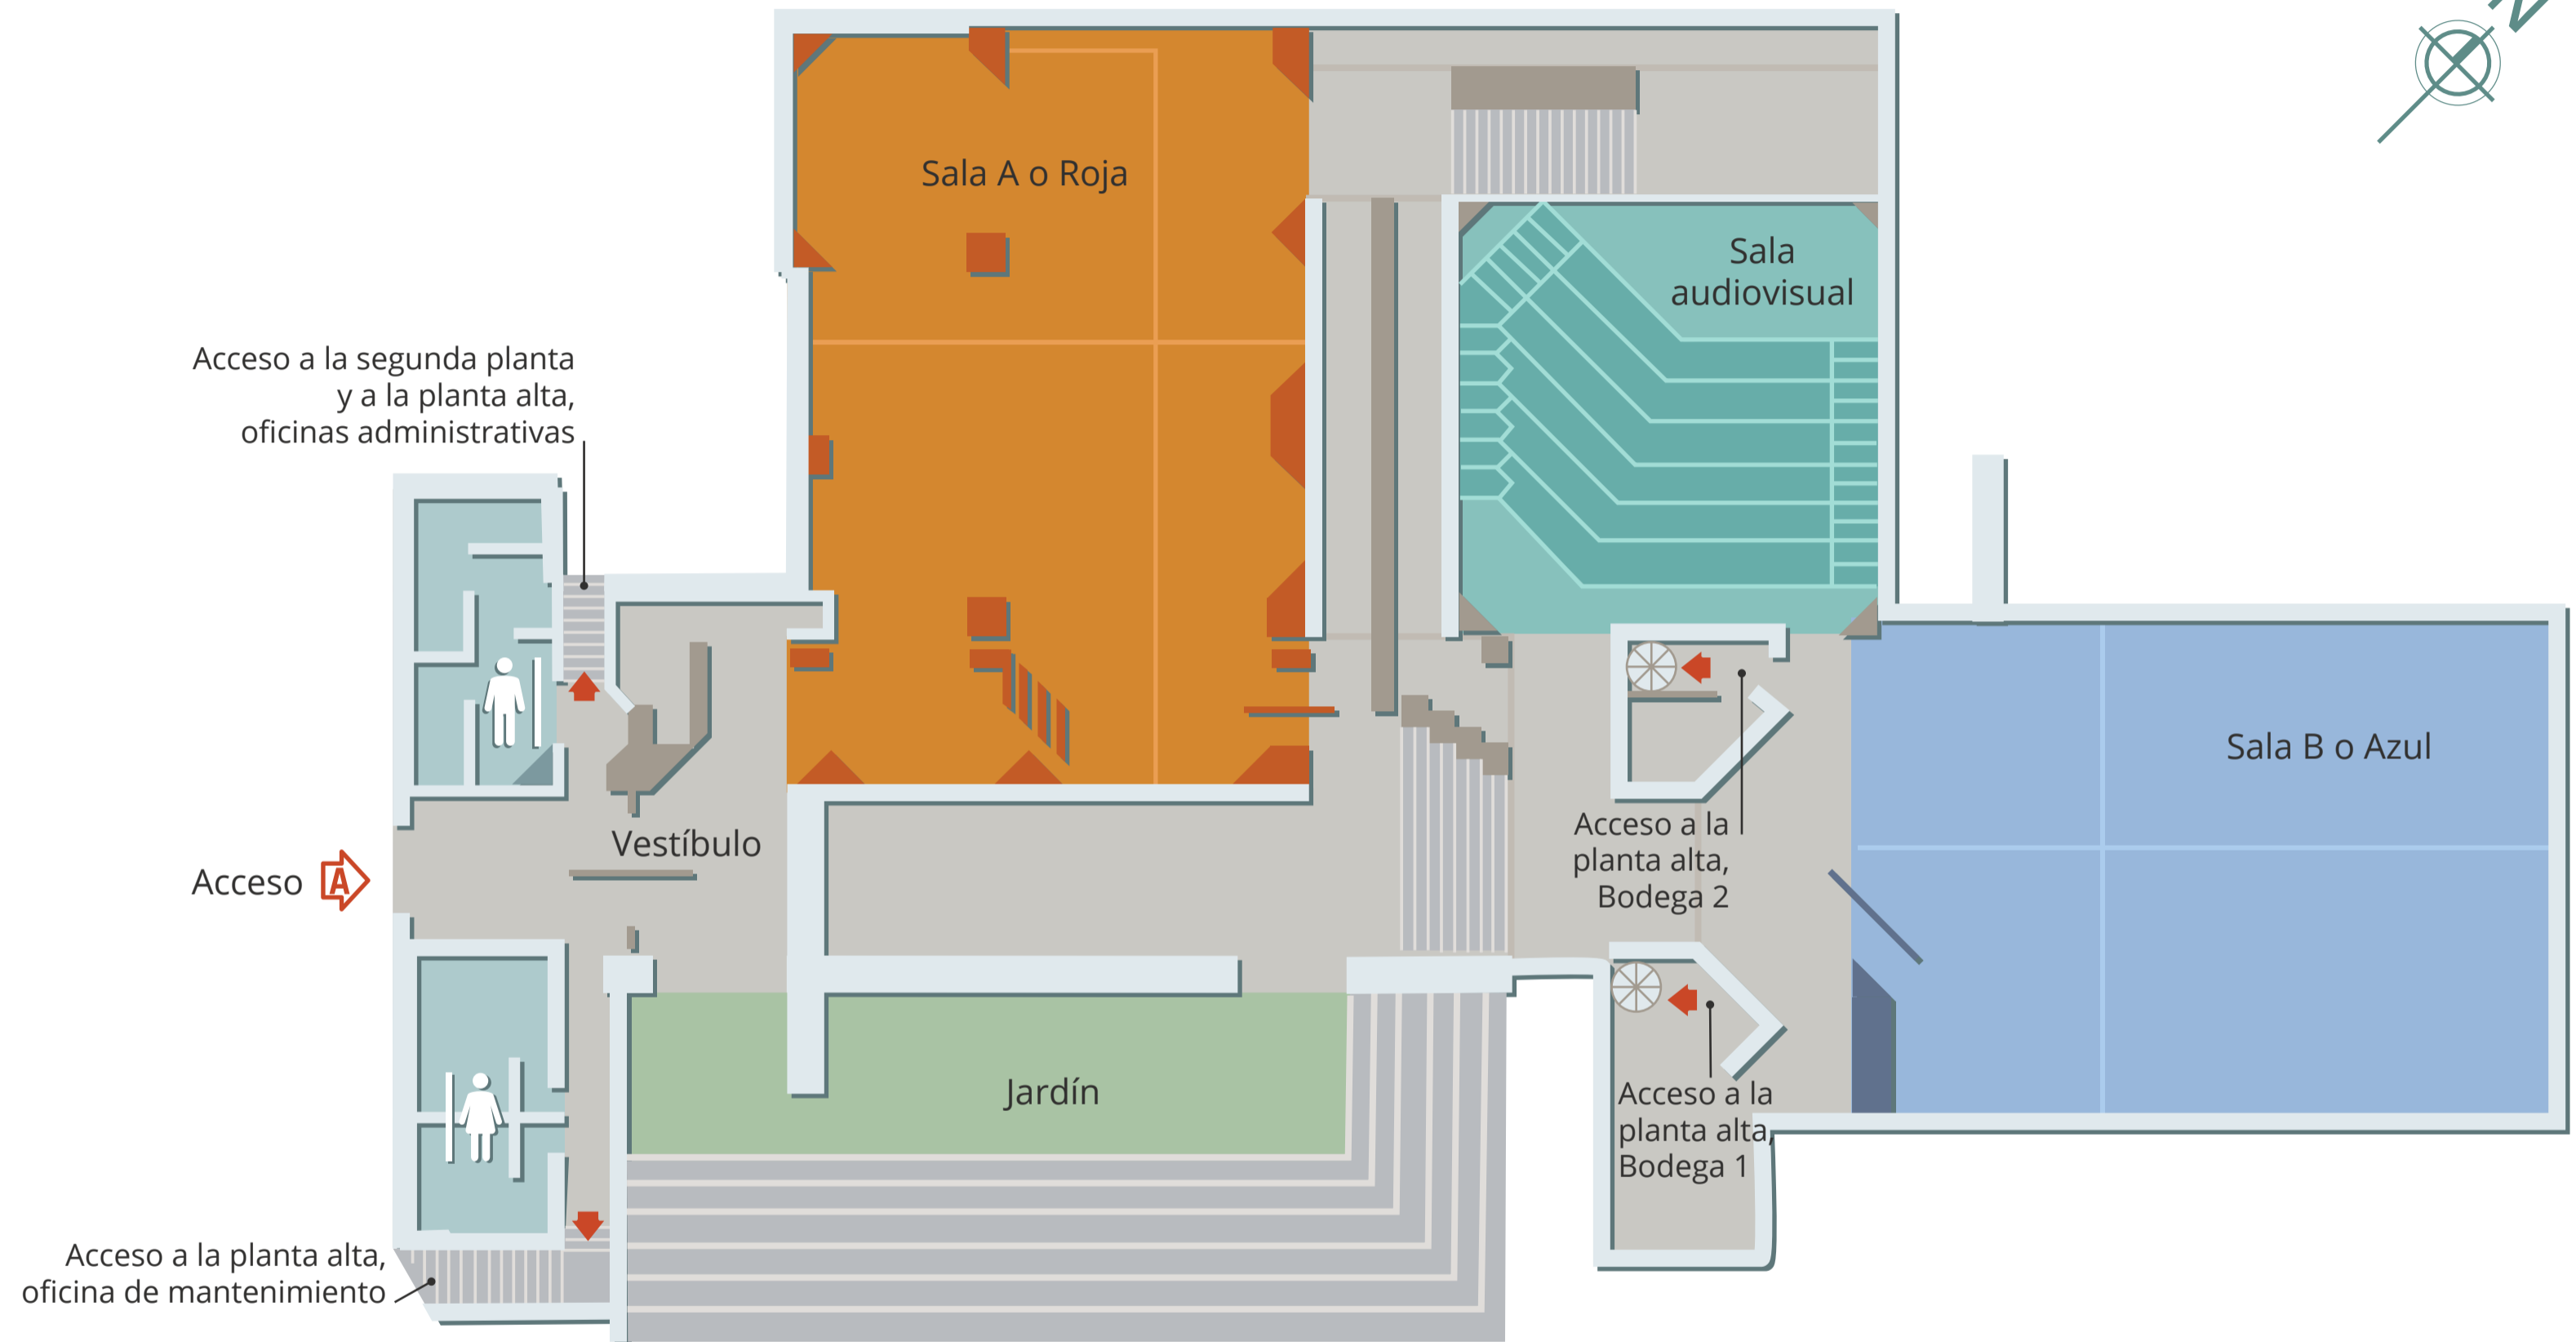 N
Sala A o Roja
Sala
audiovisual
Acceso a la segunda planta
y a la planta alta,
oficinas administrativas
Sala B o Azul
Vestíbulo
Acceso a la
planta alta,
Bodega 2
Acceso
A
Jardín
Acceso a la
planta alta,
Bodega 1
Acceso a la planta alta,
oficina de mantenimiento